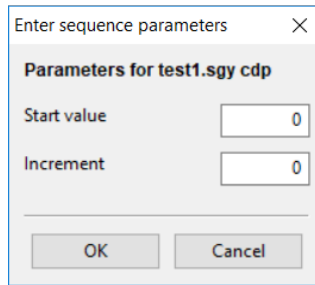 Enter sequence parameters
Parameters for test1.sgy cdp
Start value 0
Increment 0
OK Cancel